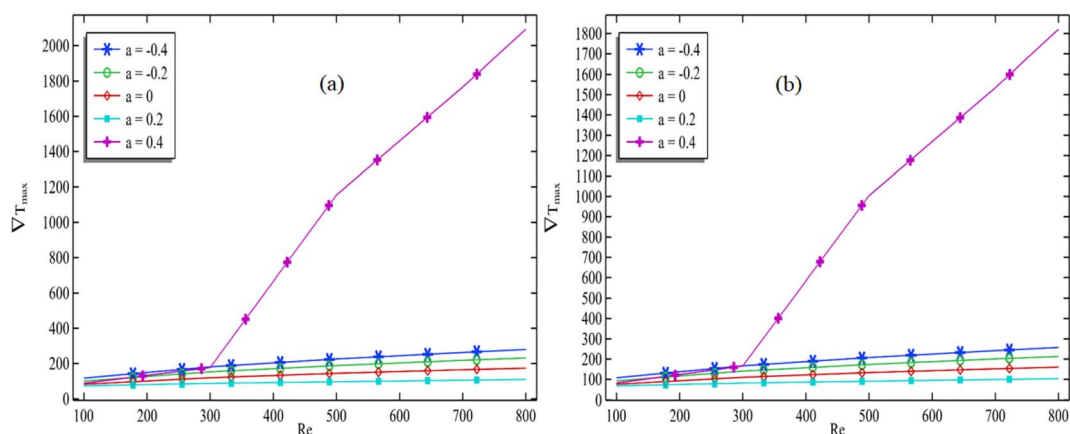 2000
1800
1600
1400
1200
1000
800
600
400
200
0
∇Tmax
a = -0.4
a = -0.2
a = 0
a = 0.2
a = 0.4
(a)
100 200 300 400 500 600 700 800
Re
1800
1700
1600
1500
1400
1300
1200
1100
1000
900
800
700
600
500
400
300
200
100
0
∇Tmax
a = -0.4
a = -0.2
a = 0
a = 0.2
a = 0.4
(b)
100 200 300 400 500 600 700 800
Re